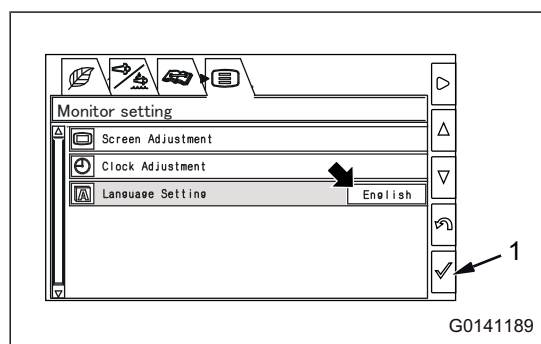 Monitor setting
Screen Adjustment
Clock Adjustment
Language Setting
English
1
G0141189